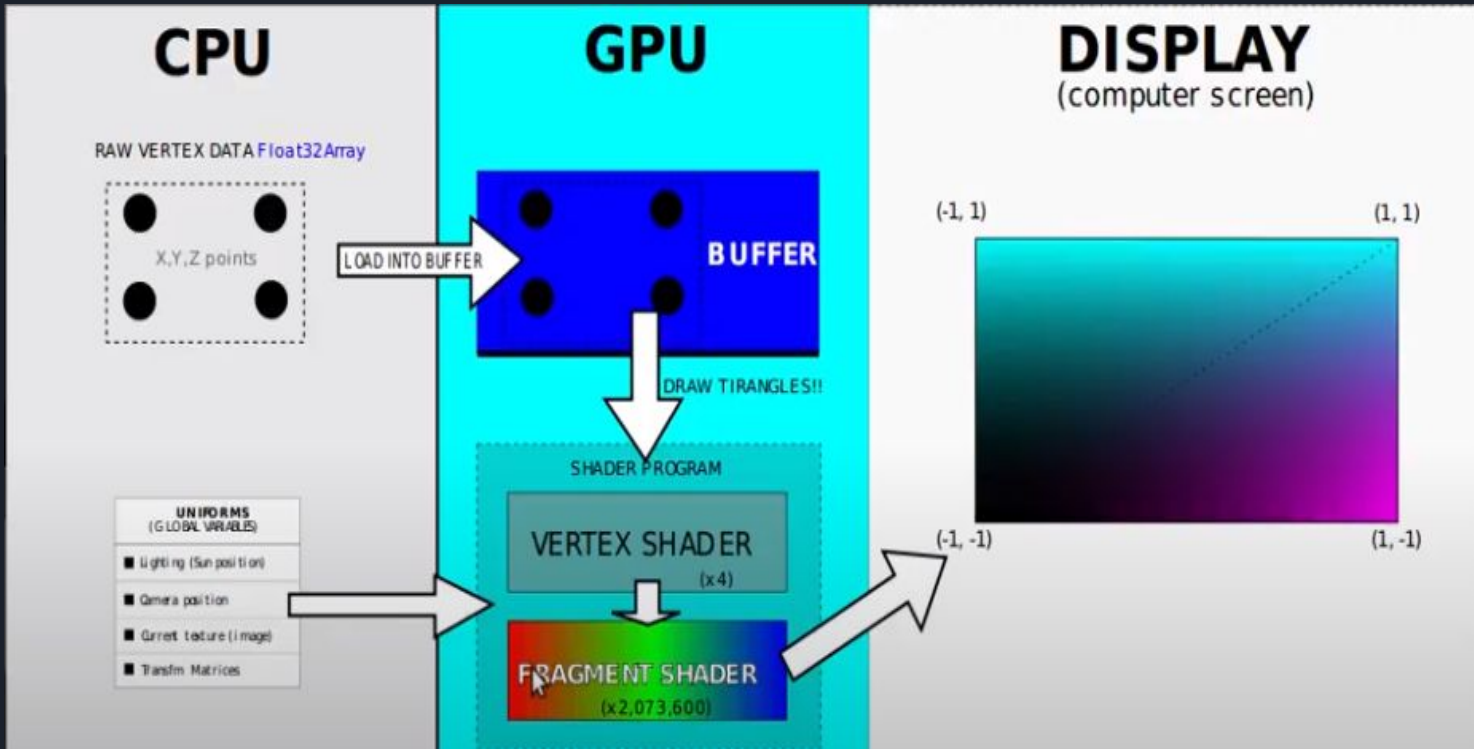 CPU
RAW VERTEX DATA Float32Array
X,Y,Z points
LOAD INTO BUFFER
UNIFORMS
(GLOBAL VARIABLES)
Lighting (Sun position)
Camera position
Current texture (image)
Transfm Matrices
GPU
BUFFER
DRAW TIRANGLES!!
SHADER PROGRAM
VERTEX SHADER
(x4)
FRAGMENT SHADER
(x2,073,600)
DISPLAY
(computer screen)
(-1, 1)
(1, 1)
(-1, -1)
(1, -1)